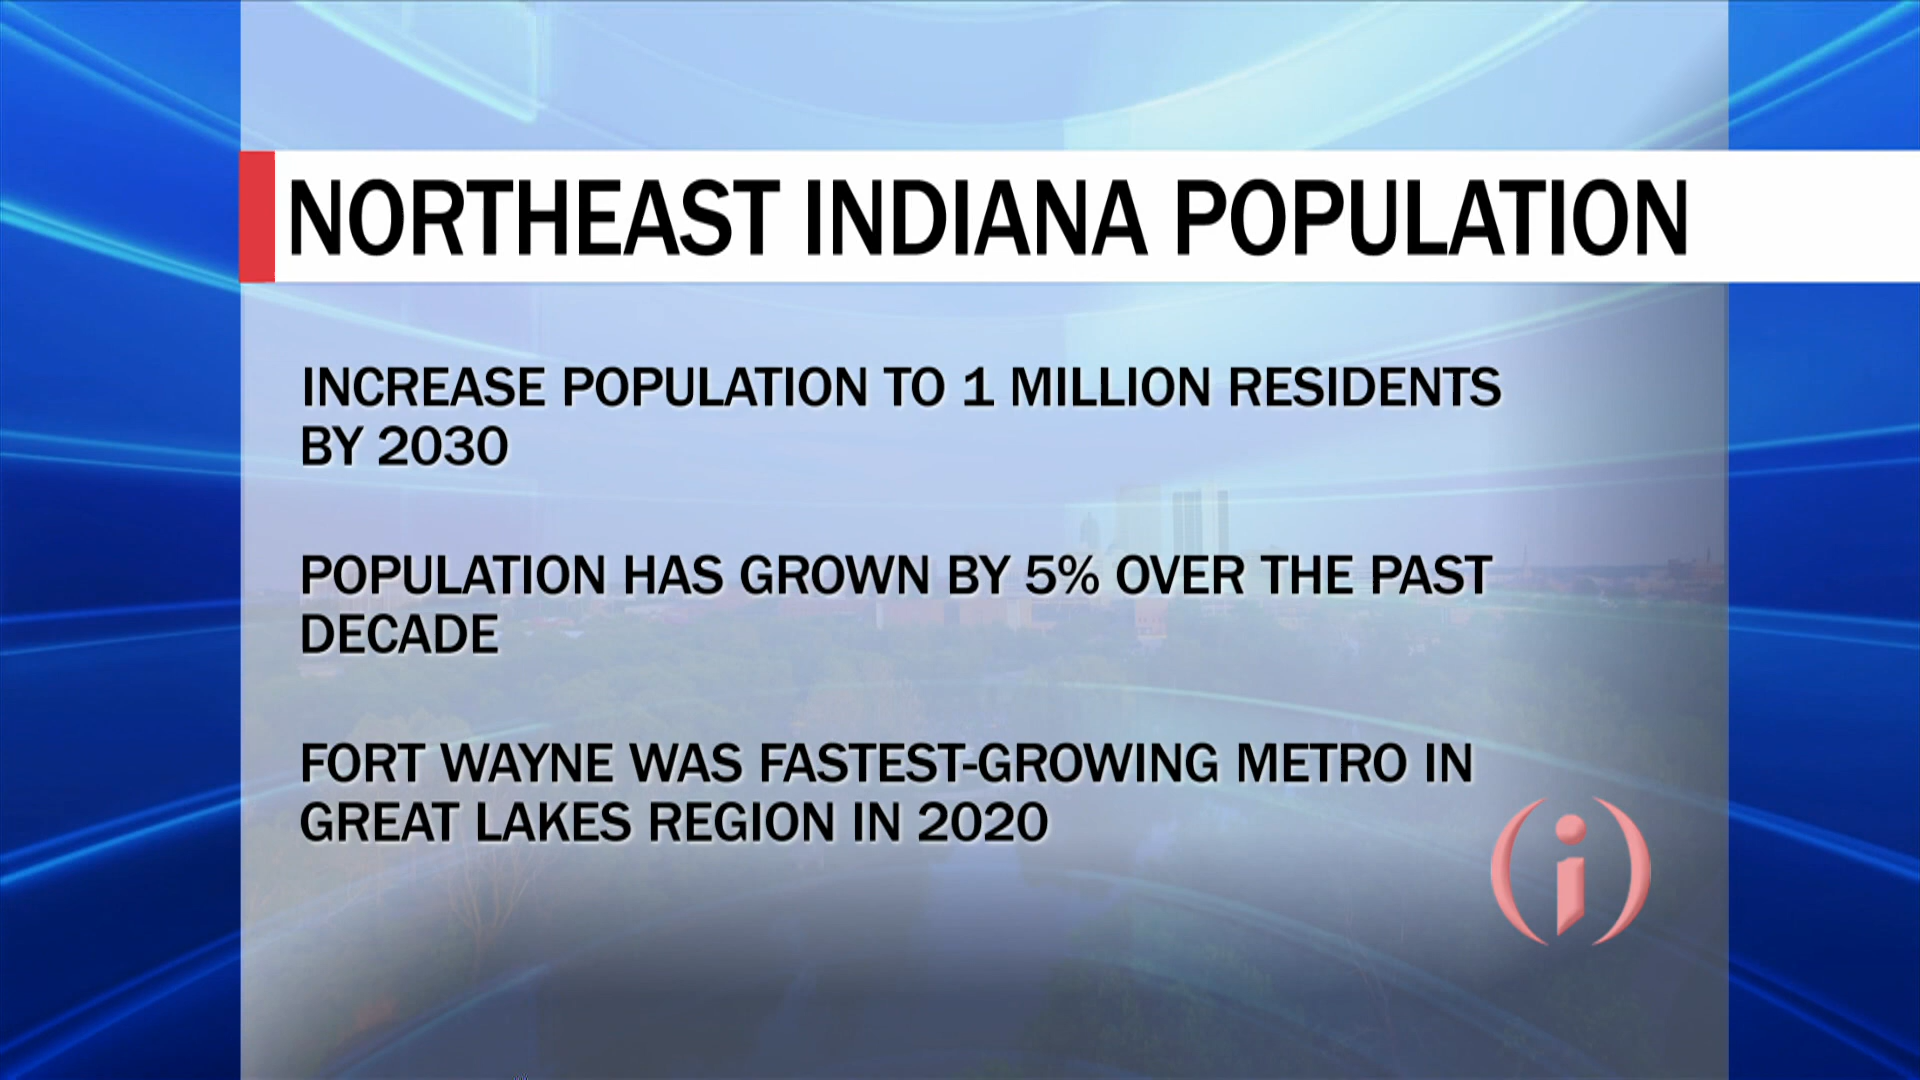 NORTHEAST INDIANA POPULATION
INCREASE POPULATION TO 1 MILLION RESIDENTS
BY 2030
POPULATION HAS GROWN BY 5% OVER THE PAST
DECADE
FORT WAYNE WAS FASTEST-GROWING METRO IN
GREAT LAKES REGION IN 2020
(i)